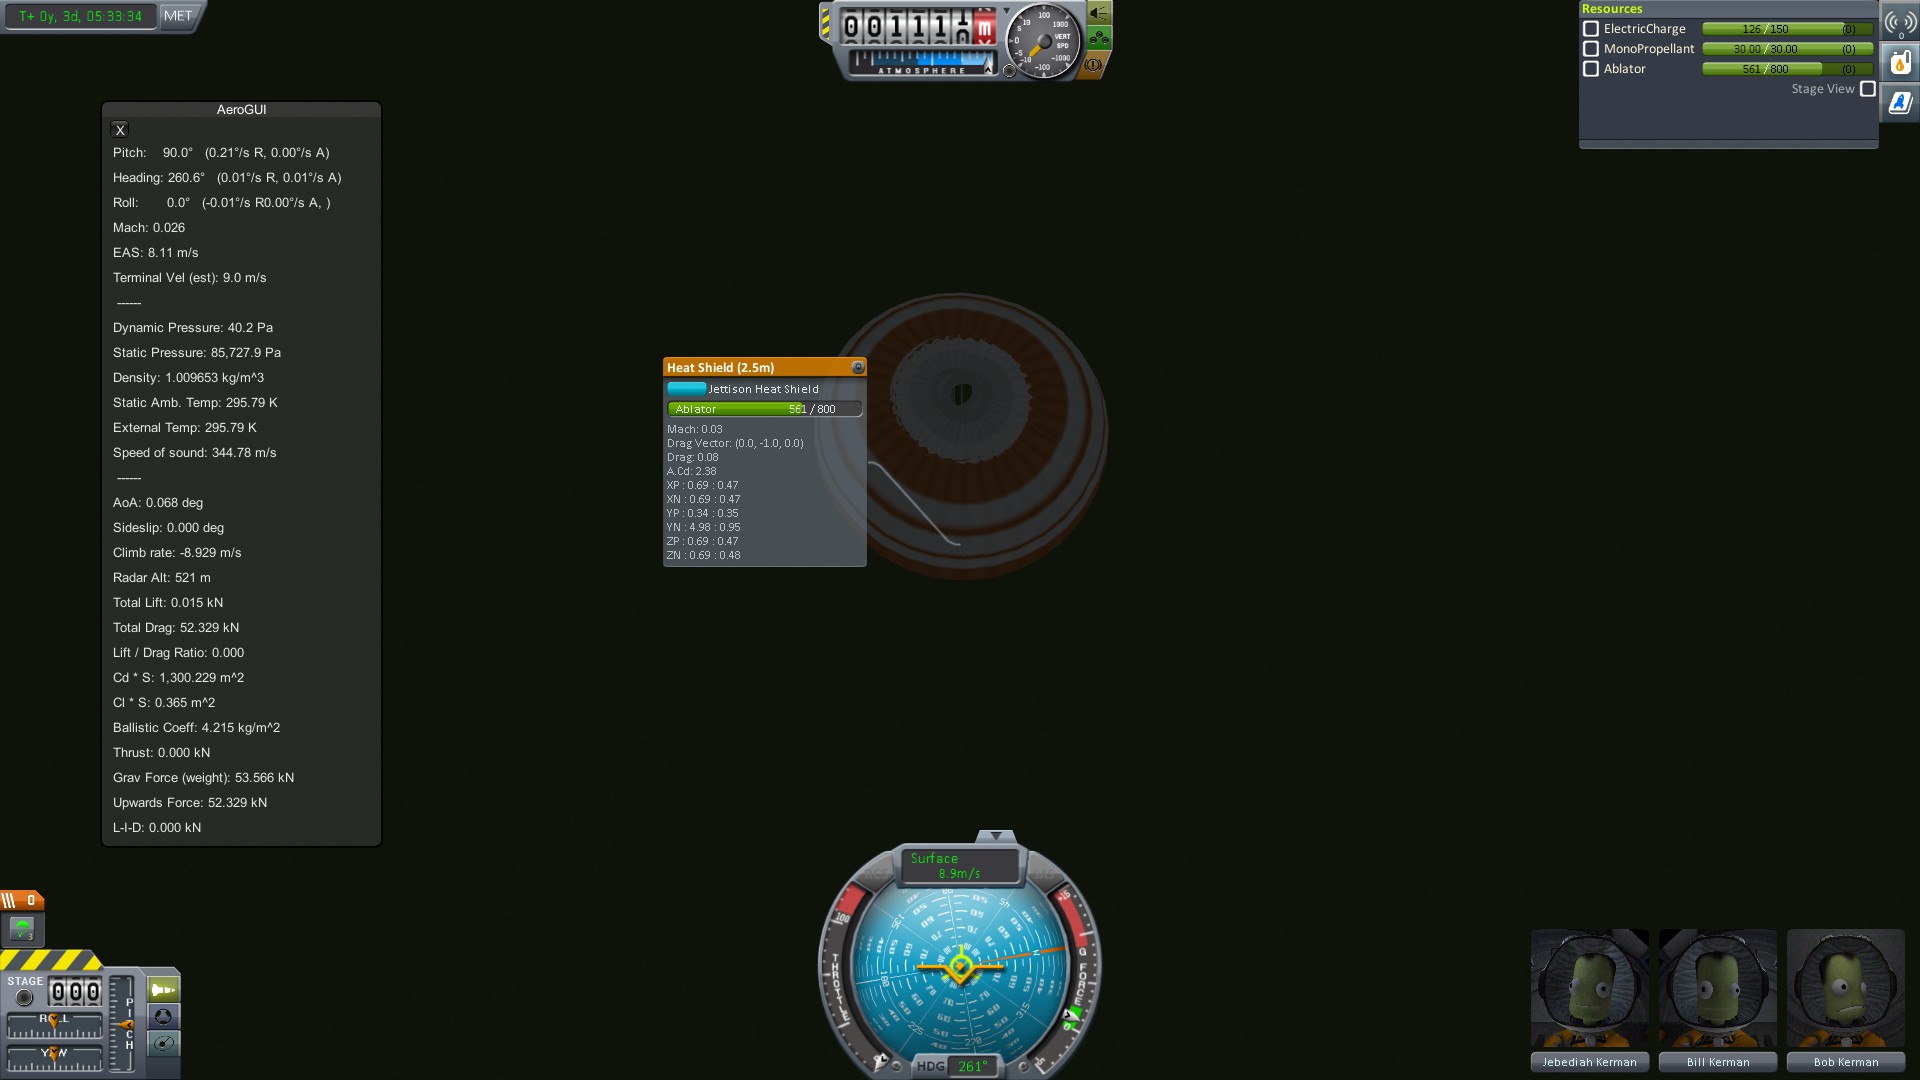 T+ 0y, 3d, 05:33:34 MET
AeroGUI
X
Pitch: 90.0° (0.21°/s R, 0.00°/s A)
Heading: 260.6° (0.01°/s R, 0.01°/s A)
Roll: 0.0° (-0.01°/s R0.00°/s A, )
Mach: 0.026
EAS: 8.11 m/s
Terminal Vel (est): 9.0 m/s
------
Dynamic Pressure: 40.2 Pa
Static Pressure: 85,727.9 Pa
Density: 1.009653 kg/m^3
Static Amb. Temp: 295.79 K
External Temp: 295.79 K
Speed of sound: 344.78 m/s
------
AoA: 0.068 deg
Sideslip: 0.000 deg
Climb rate: -8.929 m/s
Radar Alt: 521 m
Total Lift: 0.015 kN
Total Drag: 52.329 kN
Lift / Drag Ratio: 0.000
Cd * S: 1,300.229 m^2
Cl * S: 0.365 m^2
Ballistic Coeff: 4.215 kg/m^2
Thrust: 0.000 kN
Grav Force (weight): 53.566 kN
Upwards Force: 52.329 kN
L-I-D: 0.000 kN
m
ATMOSPHERE
VERT
SPD
Resources
ElectricCharge 126 / 150 (0)
MonoPropellant 30.00 / 30.00 (0)
Ablator 561 / 800 (0)
Stage View
0
Heat Shield (2.5m)
Jettison Heat Shield
Ablator 561 / 800
Mach: 0.03
Drag Vector: (0.0, -1.0, 0.0)
Drag: 0.08
A.Cd: 2.38
XP : 0.69 : 0.47
XN : 0.69 : 0.47
YP : 0.34 : 0.35
YN : 4.98 : 0.95
ZP : 0.69 : 0.47
ZN : 0.69 : 0.48
0
3
STAGE 000
ROLL
YAW
PITCH
Surface
8.9m/s
THROTTLE
G FORCE
HDG 261°
Jebediah Kerman
Bill Kerman
Bob Kerman